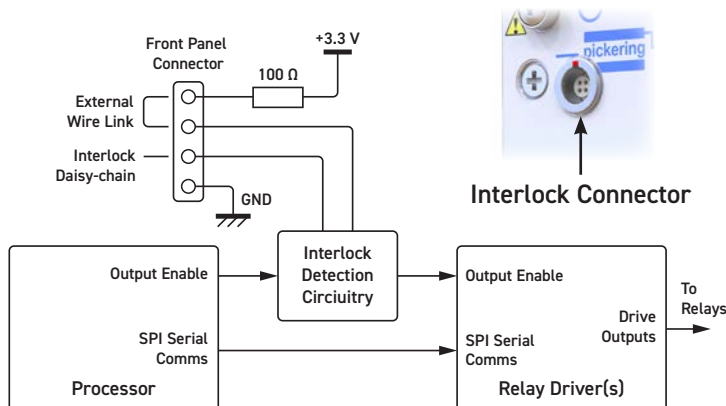 +3.3 V
Front Panel
Connector
100 Ω
External
Wire Link
Interlock
Daisy-chain
GND
pickering
Interlock Connector
Output Enable
SPI Serial
Comms
Processor
Interlock
Detection
Circiuitry
Output Enable
SPI Serial
Comms
Drive
Outputs
Relay Driver(s)
To
Relays